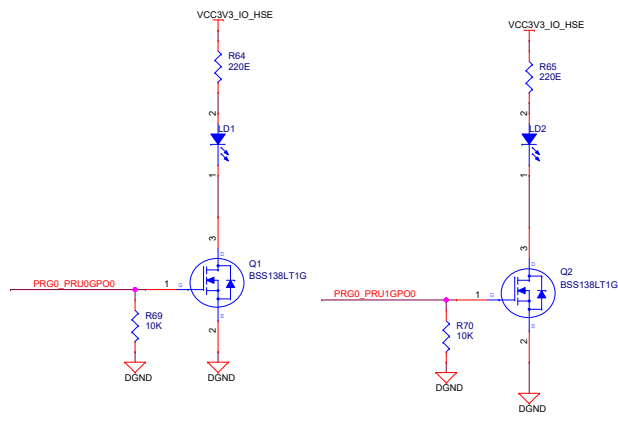 VCC3V3_IO_HSE
R64
220E
2
LD1
1
3
D
Q1
BSS138LT1G
PRG0_PRU0GPO0
1
G
S
R69
10K
2
DGND
DGND
VCC3V3_IO_HSE
R65
220E
2
LD2
1
3
D
Q2
BSS138LT1G
PRG0_PRU1GPO0
1
G
S
R70
10K
2
DGND
DGND